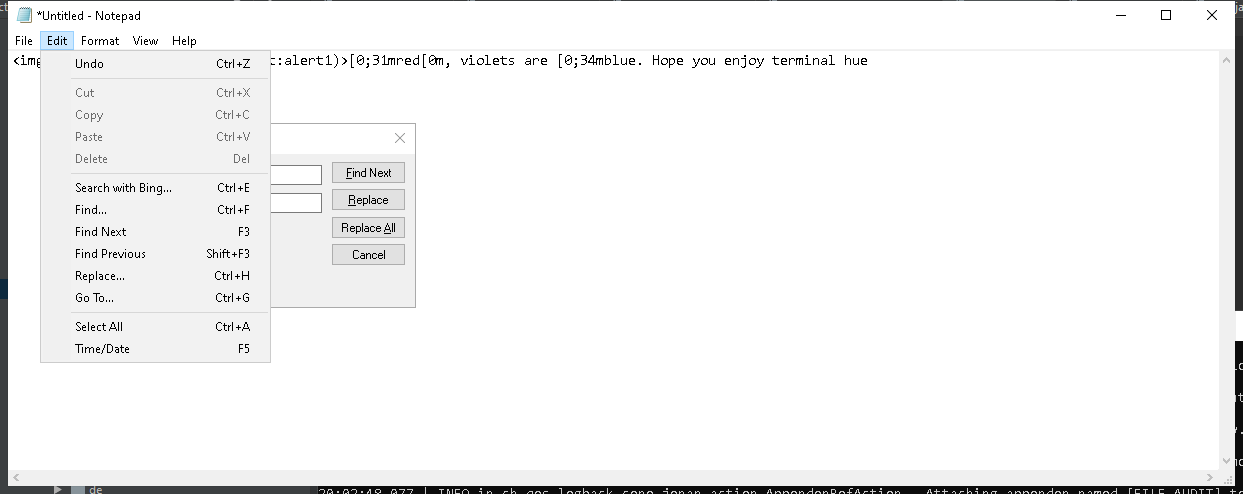 *Untitled - Notepad
File Edit Format View Help
<img t:alert1)>[0;31mred[0m, violets are [0;34mblue. Hope you enjoy terminal hue
Undo Ctrl+Z
Cut Ctrl+X
Copy Ctrl+C
Paste Ctrl+V
Delete Del
Search with Bing... Ctrl+E
Find... Ctrl+F
Find Next F3
Find Previous Shift+F3
Replace... Ctrl+H
Go To... Ctrl+G
Select All Ctrl+A
Time/Date F5
Find Next
Replace
Replace All
Cancel
de
20:02:48,077 | INFO in ch.qos.logback.core.joran.action.AppenderRefAction - Attaching appender named [FILE_AUDIT] t